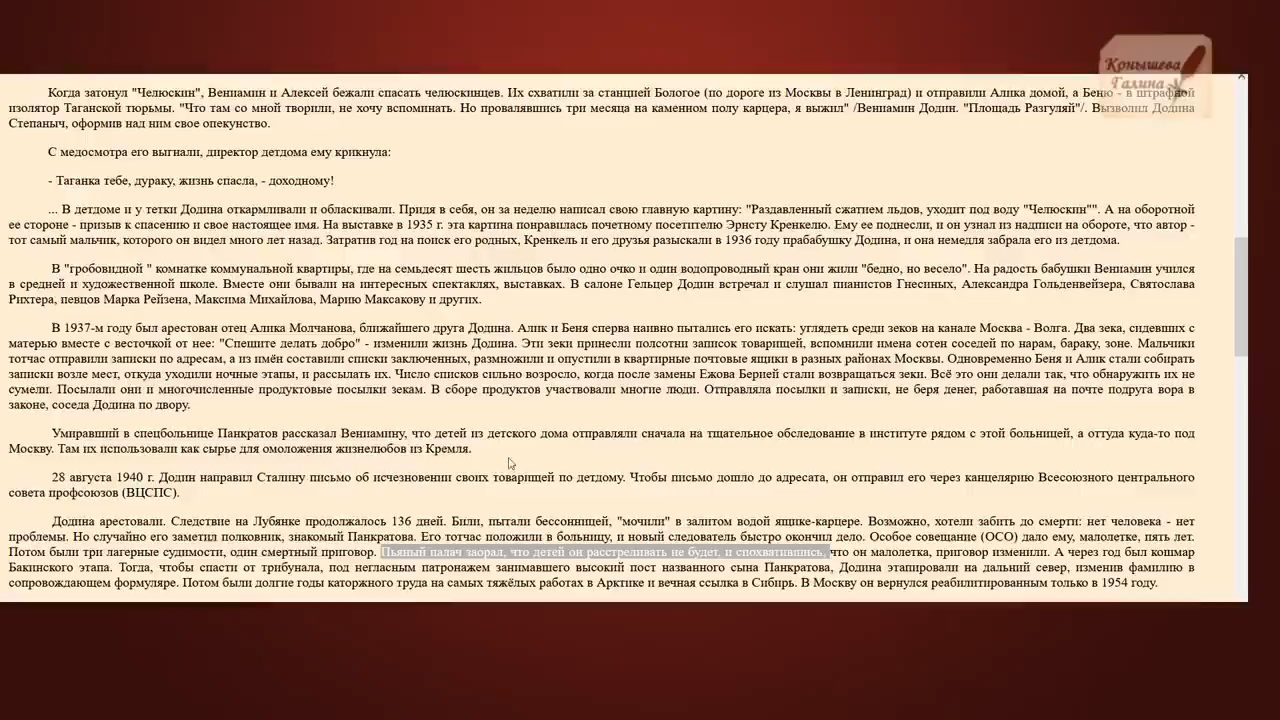 Конышева
Галина
Когда затонул "Челюскин", Вениамин и Алексей бежали спасать челюскинцев. Их схватили за станцией Бологое (по дороге из Москвы в Ленинград) и отправили Алика домой, а Беню - в штрафной
изолятор Таганской тюрьмы. "Что там со мной творили, не хочу вспоминать. Но провалявшись три месяца на каменном полу карцера, я выжил" /Вениамин Додин. "Площадь Разгуляй"/. Вызволил Додина
Степаныч, оформив над ним свое опекунство.
С медосмотра его выгнали, директор детдома ему крикнула:
- Таганка тебе, дураку, жизнь спасла, - доходному!
... В детдоме и у тетки Додина откармливали и обласкивали. Придя в себя, он за неделю написал свою главную картину: "Раздавленный сжатием льдов, уходит под воду "Челюскин"". А на оборотной
ее стороне - призыв к спасению и свое настоящее имя. На выставке в 1935 г. эта картина понравилась почетному посетителю Эрнсту Кренкелю. Ему ее поднесли, и он узнал из надписи на обороте, что автор -
тот самый мальчик, которого он видел много лет назад. Затратив год на поиск его родных, Кренкель и его друзья разыскали в 1936 году прабабушку Додина, и она немедля забрала его из детдома.
В "гробовидной " комнатке коммунальной квартиры, где на семьдесят шесть жильцов было одно очко и один водопроводный кран они жили "бедно, но весело". На радость бабушки Вениамин учился
в средней и художественной школе. Вместе они бывали на интересных спектаклях, выставках. В салоне Гельцер Додин встречал и слушал пианистов Гнесиных, Александра Гольденвейзера, Святослава
Рихтера, певцов Марка Рейзена, Максима Михайлова, Марию Максакову и других.
В 1937-м году был арестован отец Алика Молчанова, ближайшего друга Додина. Алик и Беня сперва наивно пытались его искать: углядеть среди зеков на канале Москва - Волга. Два зека, сидевших с
матерью вместе с весточкой от нее: "Спешите делать добро" - изменили жизнь Додина. Эти зеки принесли полсотни записок товарищей, вспомнили имена сотен соседей по нарам, бараку, зоне. Мальчики
тотчас отправили записки по адресам, а из имён составили списки заключенных, размножили и опустили в квартирные почтовые ящики в разных районах Москвы. Одновременно Беня и Алик стали собирать
записки возле мест, откуда уходили ночные этапы, и рассылать их. Число списков сильно возросло, когда после замены Ежова Берией стали возвращаться зеки. Всё это они делали так, что обнаружить их не
сумели. Посылали они и многочисленные продуктовые посылки зекам. В сборе продуктов участвовали многие люди. Отправляла посылки и записки, не беря денег, работавшая на почте подруга вора в
законе, соседа Додина по двору.
Умиравший в спецбольнице Панкратов рассказал Вениамину, что детей из детского дома отправляли сначала на тщательное обследование в институте рядом с этой больницей, а оттуда куда-то под
Москву. Там их использовали как сырье для омоложения жизнелюбов из Кремля.
28 августа 1940 г. Додин направил Сталину письмо об исчезновении своих товарищей по детдому. Чтобы письмо дошло до адресата, он отправил его через канцелярию Всесоюзного центрального
совета профсоюзов (ВЦСПС).
Додина арестовали. Следствие на Лубянке продолжалось 136 дней. Били, пытали бессонницей, "мочили" в залитом водой ящике-карцере. Возможно, хотели забить до смерти: нет человека - нет
проблемы. Но случайно его заметил полковник, знакомый Панкратова. Его тотчас положили в больницу, и новый следователь быстро окончил дело. Особое совещание (ОСО) дало ему, малолетке, пять лет.
Потом были три лагерные судимости, один смертный приговор. Пьяный палач заорал, что детей он расстреливать не будет, и спохватившись, что он малолетка, приговор изменили. А через год был кошмар
Бакинского этапа. Тогда, чтобы спасти от трибунала, под негласным патронажем занимавшего высокий пост названного сына Панкратова, Додина этапировали на дальний север, изменив фамилию в
сопровождающем формуляре. Потом были долгие годы каторжного труда на самых тяжёлых работах в Арктике и вечная ссылка в Сибирь. В Москву он вернулся реабилитированным только в 1954 году.